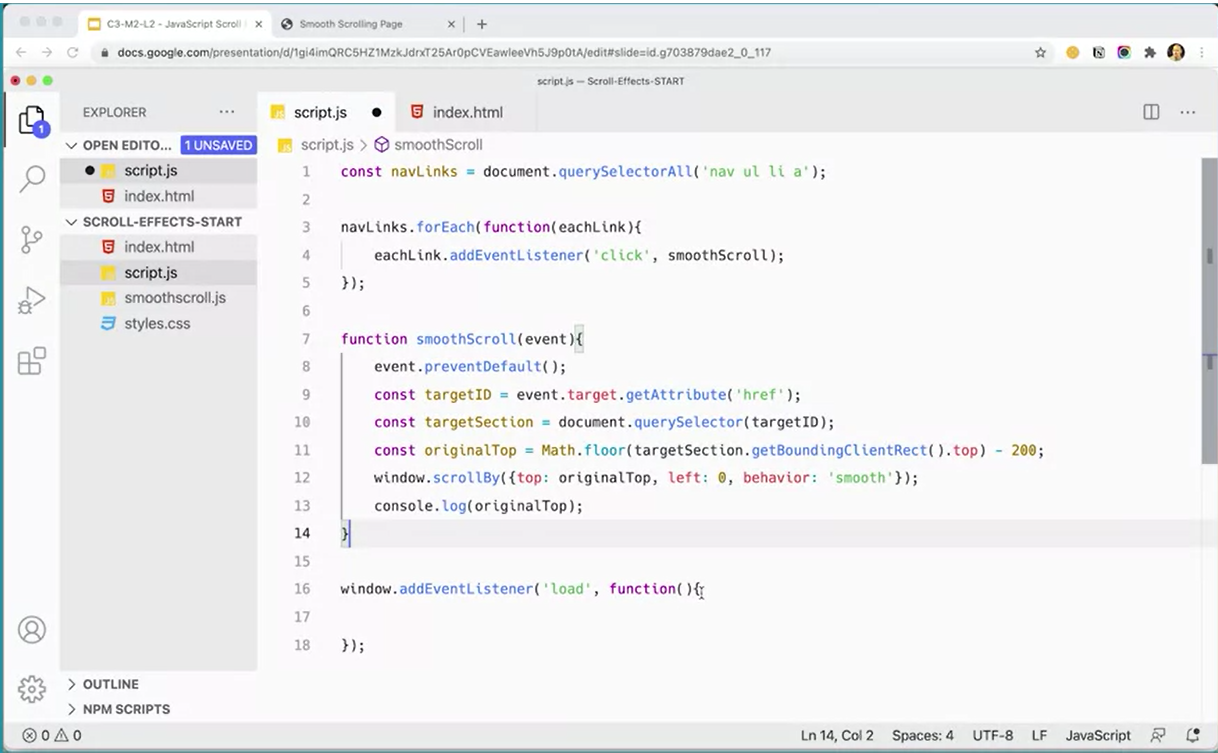 C3-M2-L2 - JavaScript Scroll
Smooth Scrolling Page
docs.google.com/presentation/d/1gi4imQRC5HZ1MzkJdrxT25Ar0pCVEawleeVh5J9p0tA/edit#slide=id.g703879dae2_0_117
script.js — Scroll-Effects-START
EXPLORER
script.js
index.html
OPEN EDITO...
1 UNSAVED
script.js > smoothScroll
script.js
index.html
SCROLL-EFFECTS-START
index.html
script.js
smoothscroll.js
styles.css
1
1 const navLinks = document.querySelectorAll('nav ul li a');
2
3 navLinks.forEach(function(eachLink){
4 eachLink.addEventListener('click', smoothScroll);
5 });
6
7 function smoothScroll(event){
8 event.preventDefault();
9 const targetID = event.target.getAttribute('href');
10 const targetSection = document.querySelector(targetID);
11 const originalTop = Math.floor(targetSection.getBoundingClientRect().top) - 200;
12 window.scrollBy({top: originalTop, left: 0, behavior: 'smooth'});
13 console.log(originalTop);
14 }
15
16 window.addEventListener('load', function(){
17
18 });
OUTLINE
NPM SCRIPTS
0 0
Ln 14, Col 2 Spaces: 4 UTF-8 LF JavaScript